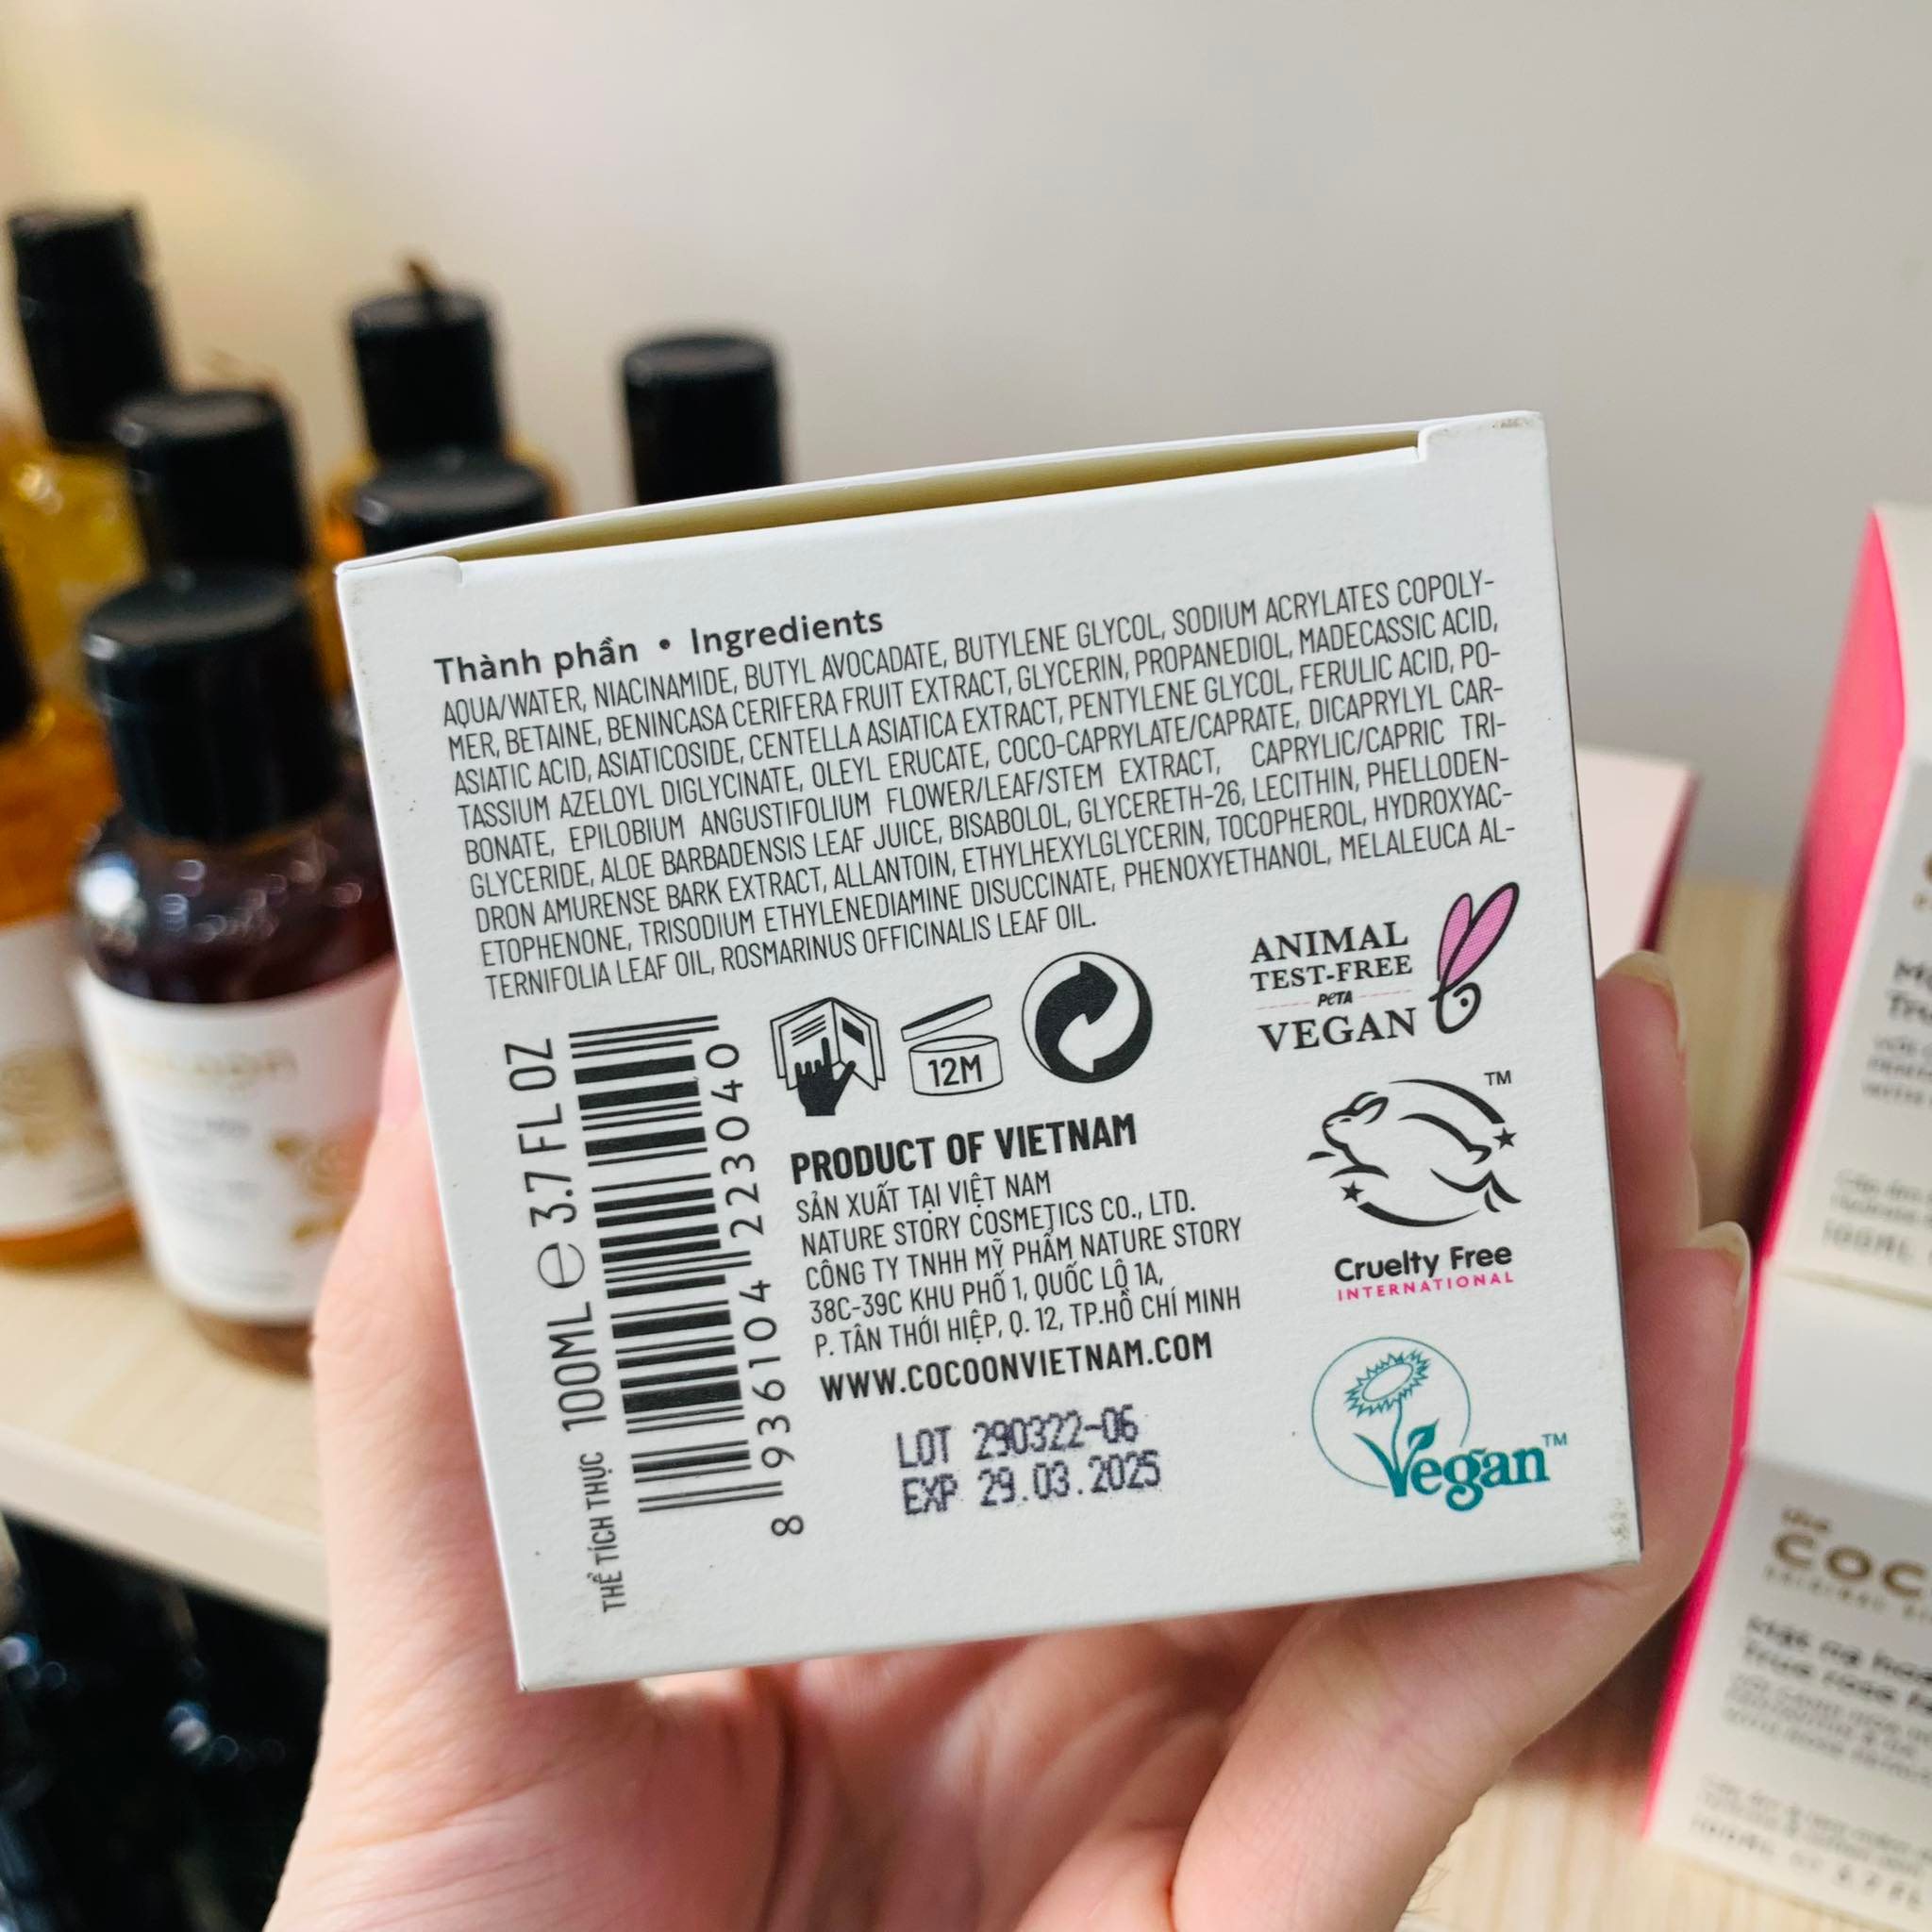 Thành phần • Ingredients
AQUA/WATER, NIACINAMIDE, BUTYL AVOCADATE, BUTYLENE GLYCOL, SODIUM ACRYLATES COPOLY-
MER, BETAINE, BENINCASA CERIFERA FRUIT EXTRACT, GLYCERIN, PROPANEDIOL, MADECASSIC ACID,
ASIATIC ACID, ASIATICOSIDE, CENTELLA ASIATICA EXTRACT, PENTYLENE GLYCOL, FERULIC ACID, PO-
TASSIUM AZELOYL DIGLYCINATE, OLEYL ERUCATE, COCO-CAPRYLATE/CAPRATE, DICAPRYLYL CAR-
BONATE, EPILOBIUM ANGUSTIFOLIUM FLOWER/LEAF/STEM EXTRACT, CAPRYLIC/CAPRIC TRI-
GLYCERIDE, ALOE BARBADENSIS LEAF JUICE, BISABOLOL, GLYCERETH-26, LECITHIN, PHELLODEN-
DRON AMURENSE BARK EXTRACT, ALLANTOIN, ETHYLHEXYLGLYCERIN, TOCOPHEROL, HYDROXYAC-
ETOPHENONE, TRISODIUM ETHYLENEDIAMINE DISUCCINATE, PHENOXYETHANOL, MELALEUCA AL-
TERNIFOLIA LEAF OIL, ROSMARINUS OFFICINALIS LEAF OIL.
THỂ TÍCH THỰC 100ML ℮ 3.7 FL OZ
8 936104 223040
12M
PRODUCT OF VIETNAM
SẢN XUẤT TẠI VIỆT NAM
NATURE STORY COSMETICS CO., LTD.
CÔNG TY TNHH MỸ PHẨM NATURE STORY
38C-39C KHU PHỐ 1, QUỐC LỘ 1A,
P. TÂN THỚI HIỆP, Q. 12, TP.HỒ CHÍ MINH
WWW.COCOONVIETNAM.COM
LOT 290322-06
EXP 29.03.2025
ANIMAL
TEST-FREE
PETA
VEGAN
TM
Cruelty Free
INTERNATIONAL
Vegan TM
the
COC
100ML